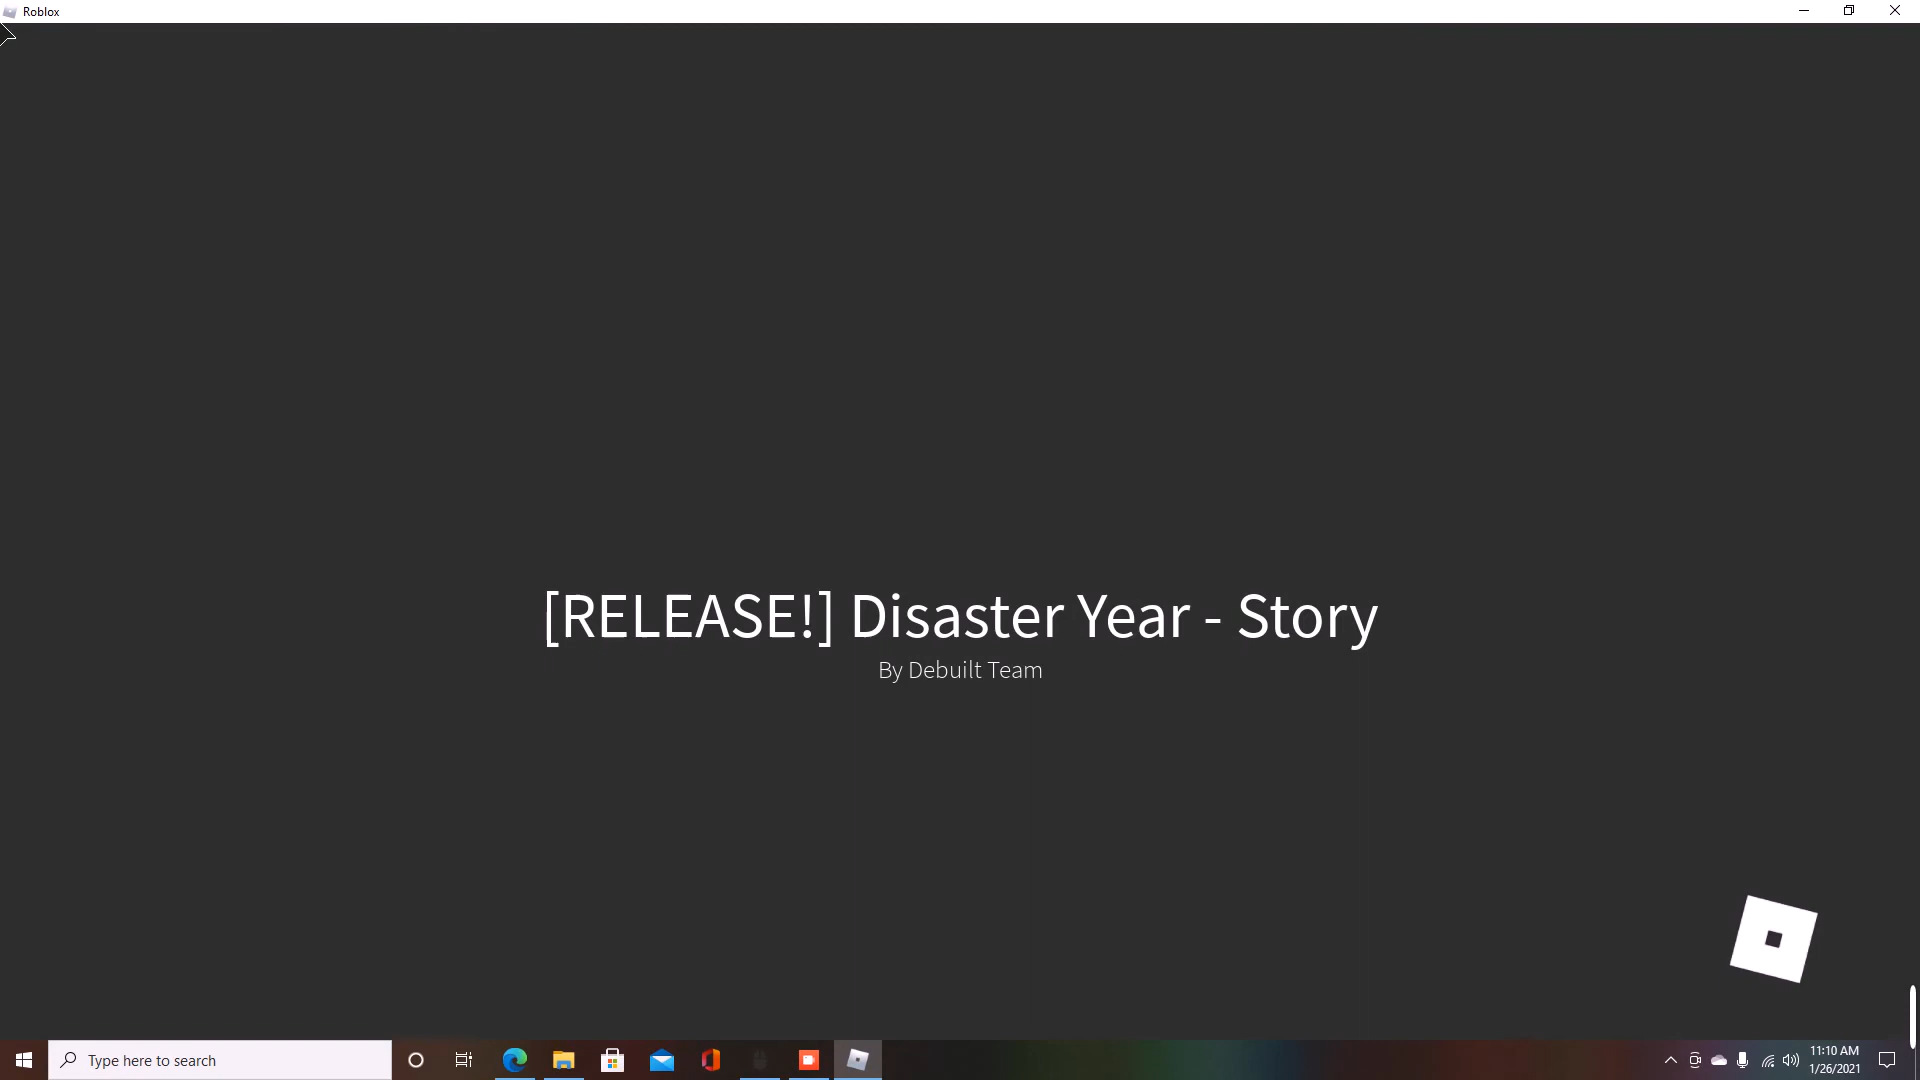 Roblox
[RELEASE!] Disaster Year - Story
By Debuilt Team
Type here to search
11:10 AM
1/26/2021